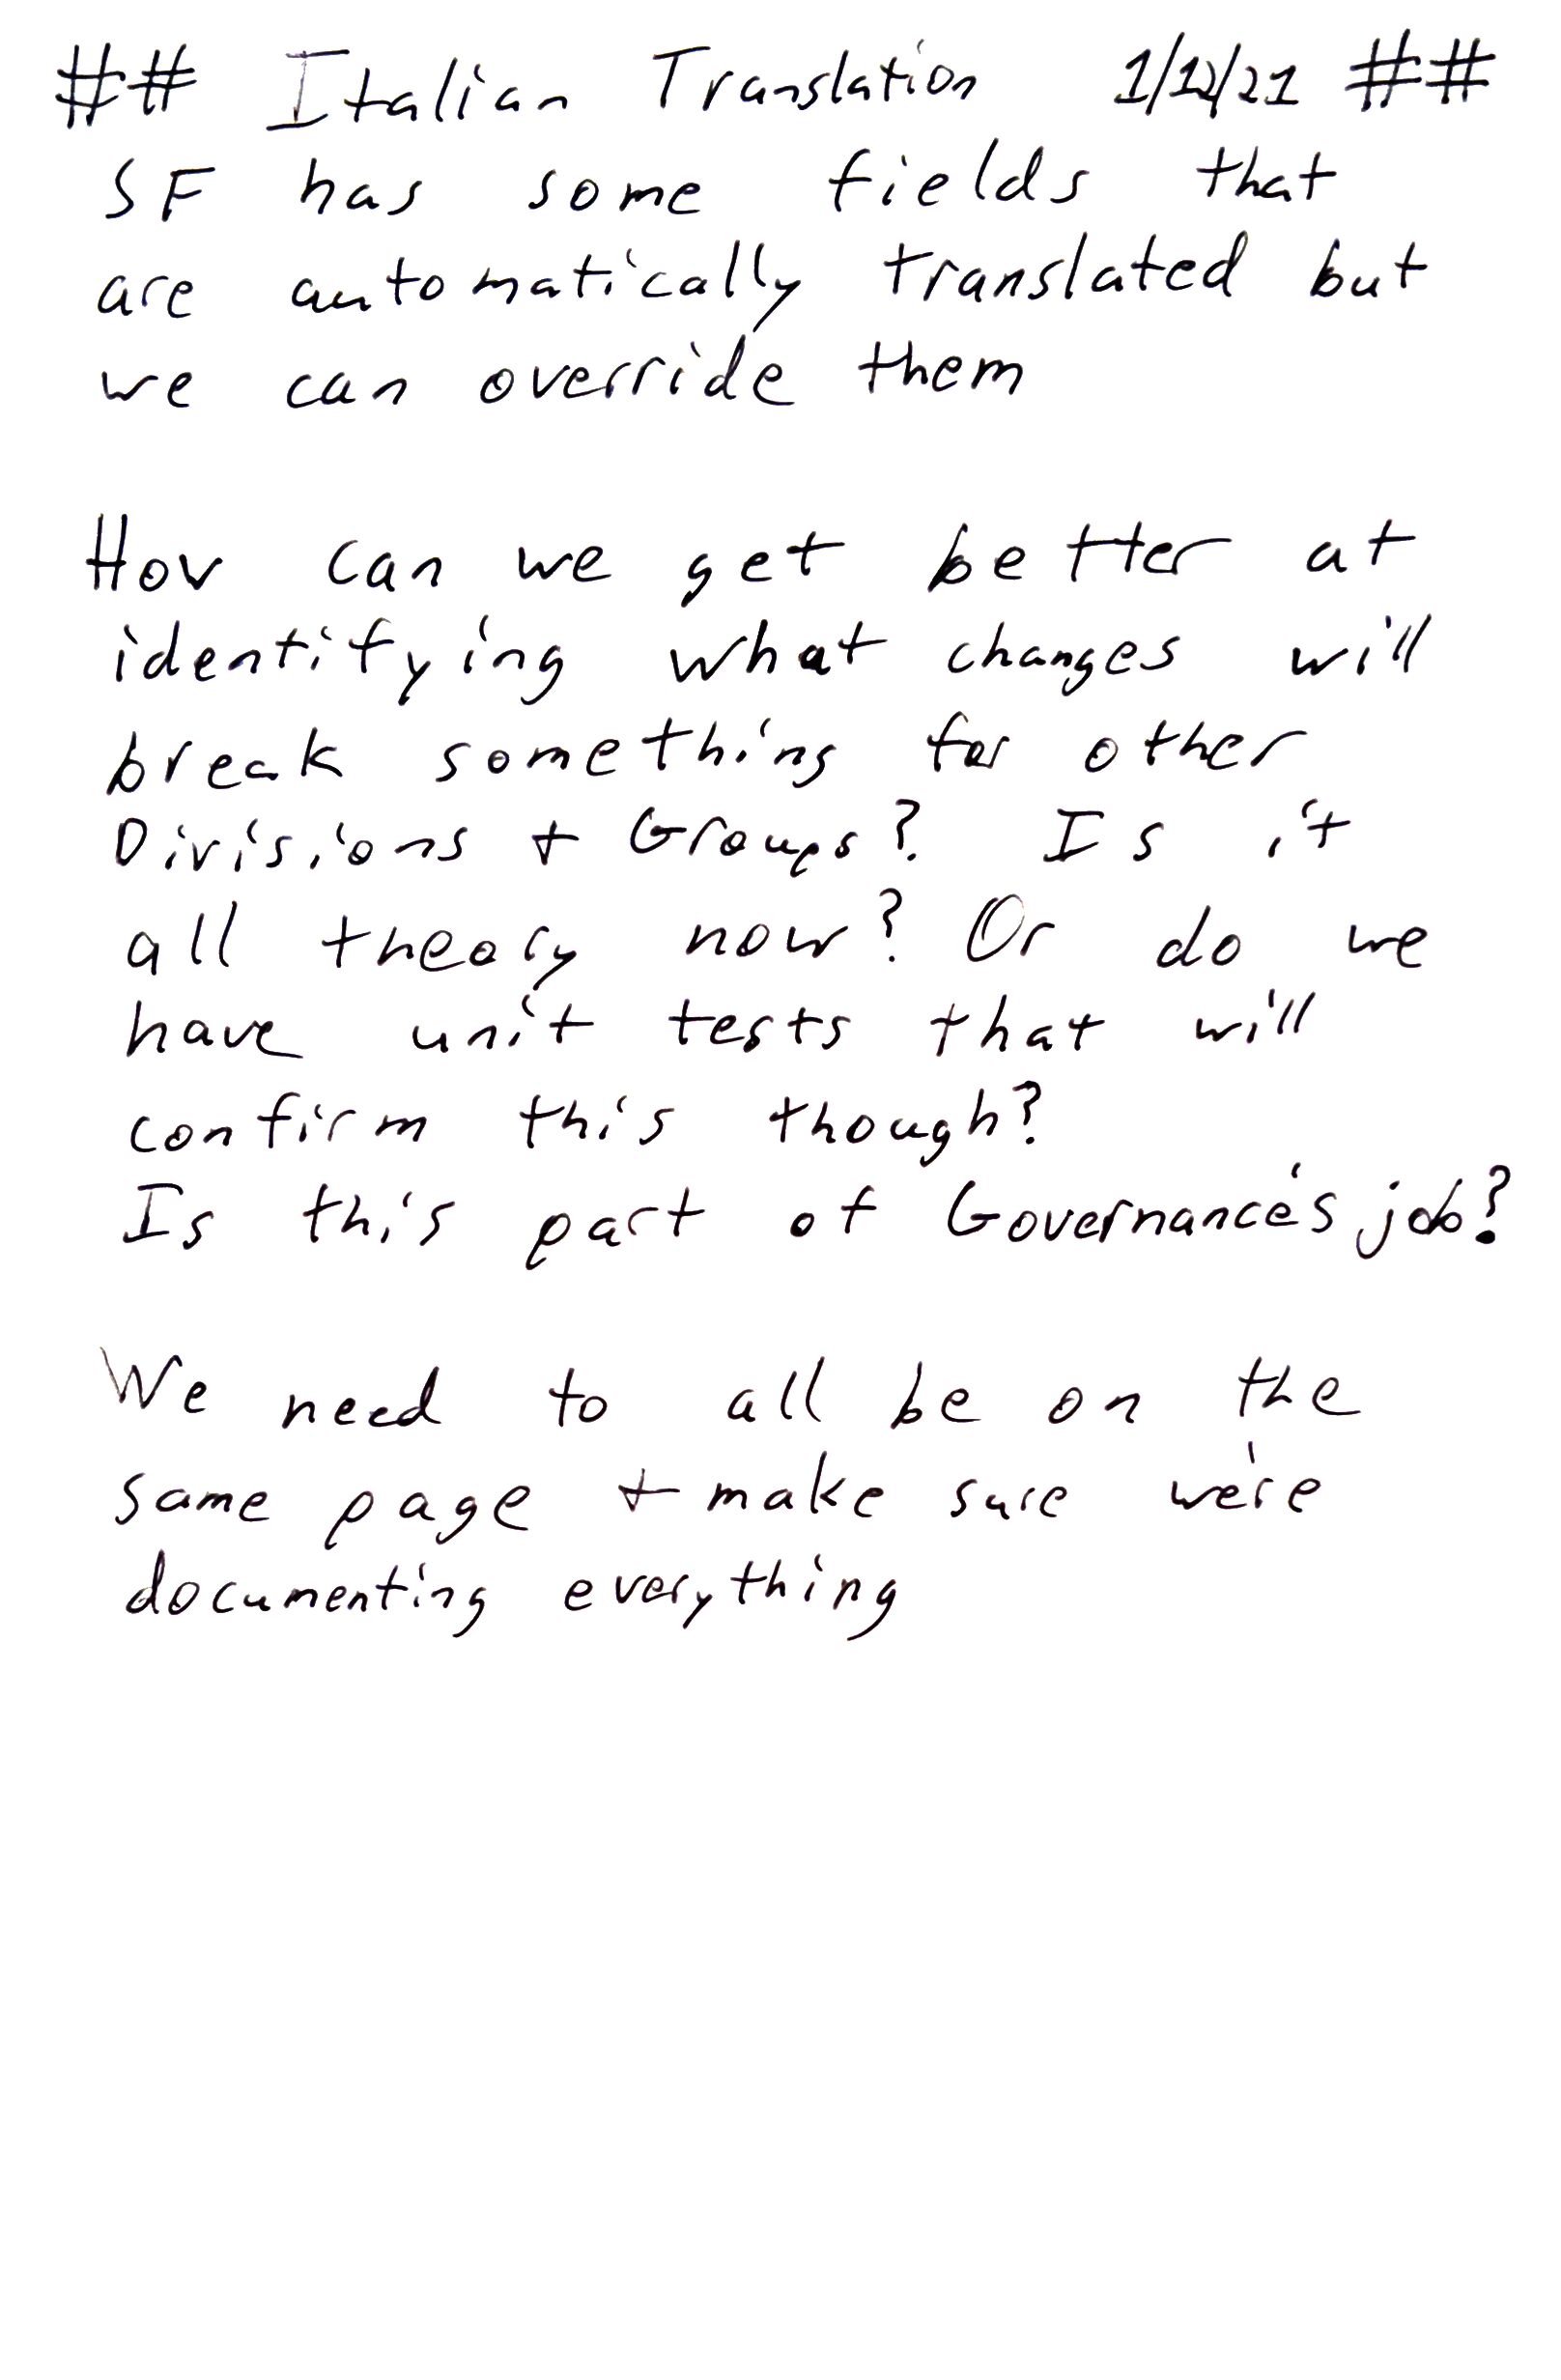 ## Italian Translation 1/12/21 ##
SF has some fields that
are automatically translated but
we can override them
How can we get better at
identifying what changes will
break something for other
Divisions + Groups? Is it
all theory now? Or do we
have unit tests that will
confirm this though?
Is this part of Governance's job?
We need to all be on the
same page + make sure we're
documenting everything